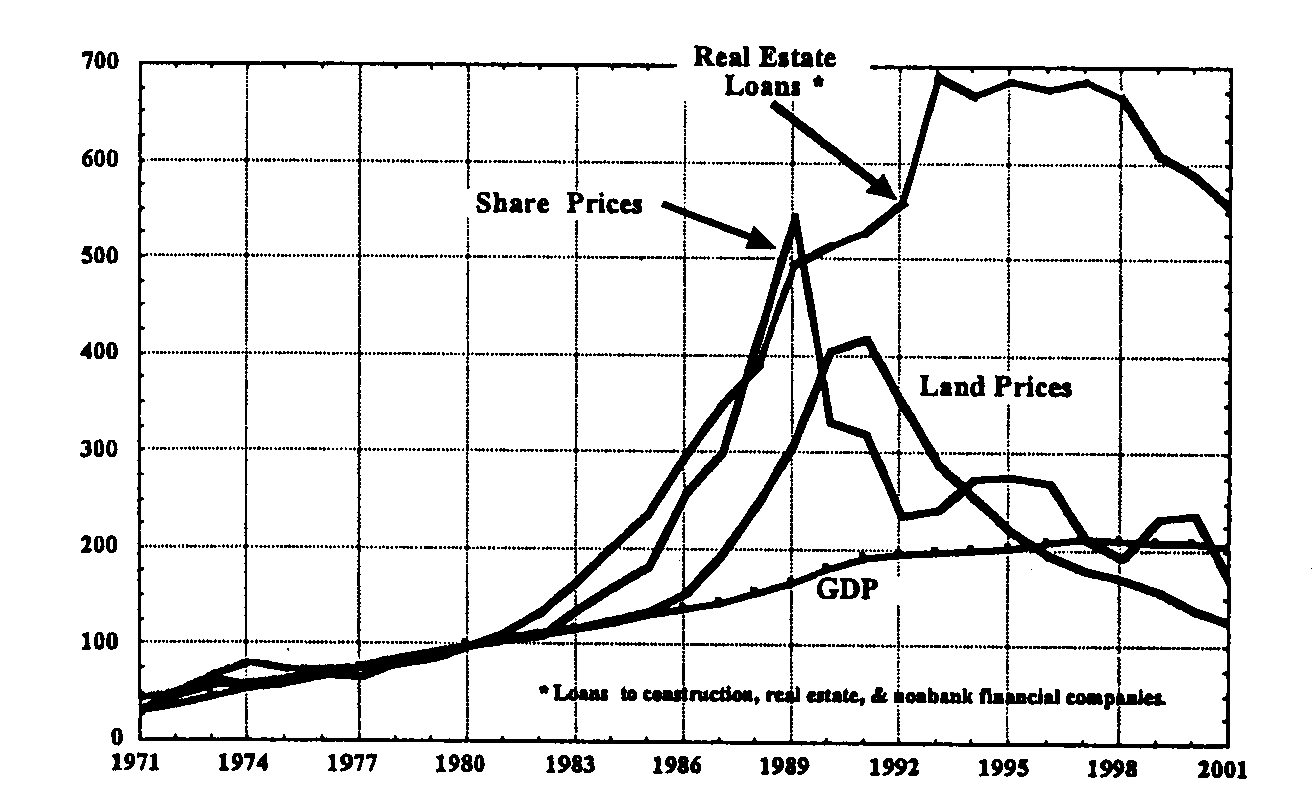 700
Real Estate
Loans *
600
Share Prices
500
400
Land Prices
300
200
GDP
100
* Loans to construction, real estate, & nonbank financial companies.
0
1971 1974 1977 1980 1983 1986 1989 1992 1995 1998 2001